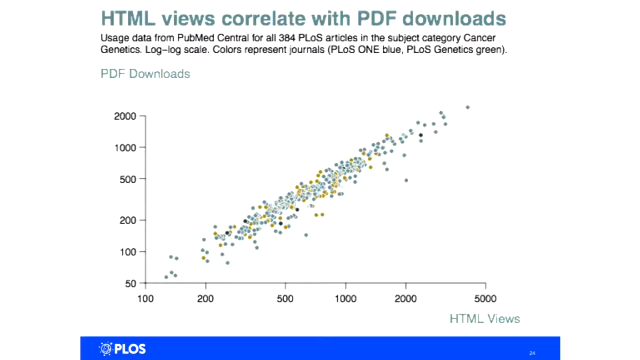 HTML views correlate with PDF downloads
Usage data from PubMed Central for all 384 PLoS articles in the subject category Cancer
Genetics. Log-log scale. Colors represent journals (PLoS ONE blue, PLoS Genetics green).
PDF Downloads
2000
1000
500
200
100
50
100 200 500 1000 2000 5000
HTML Views
PLOS
24